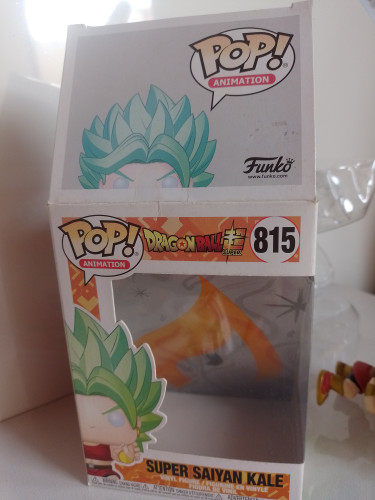 POP!
ANIMATION
Funko
www.funko.com
POP! DRAGON BALL SUPER 815
ANIMATION
SUPER SAIYAN KALE